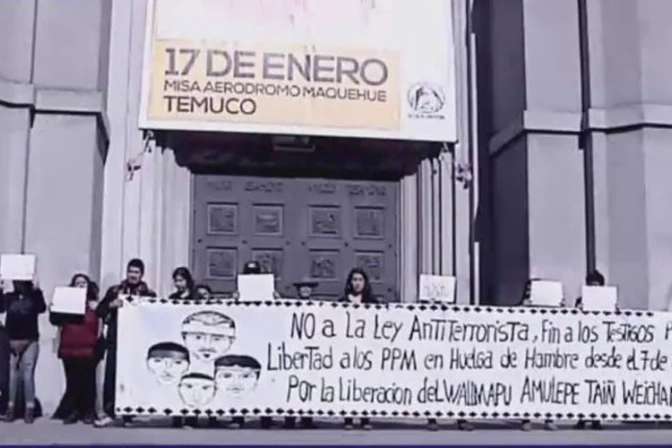 17 DE ENERO
MISA AERODROMO MAQUEHUE
TEMUCO
NO A LA LEY ANTITERRORISTA, FIN A LOS TESTIGOS
LIBERTAD A LOS PPM EN HUELGA DE HAMBRE DESDE EL 7 DE
POR LA LIBERACION DEL WALLMAPU AMULEPE TAIÑ WEICHAN